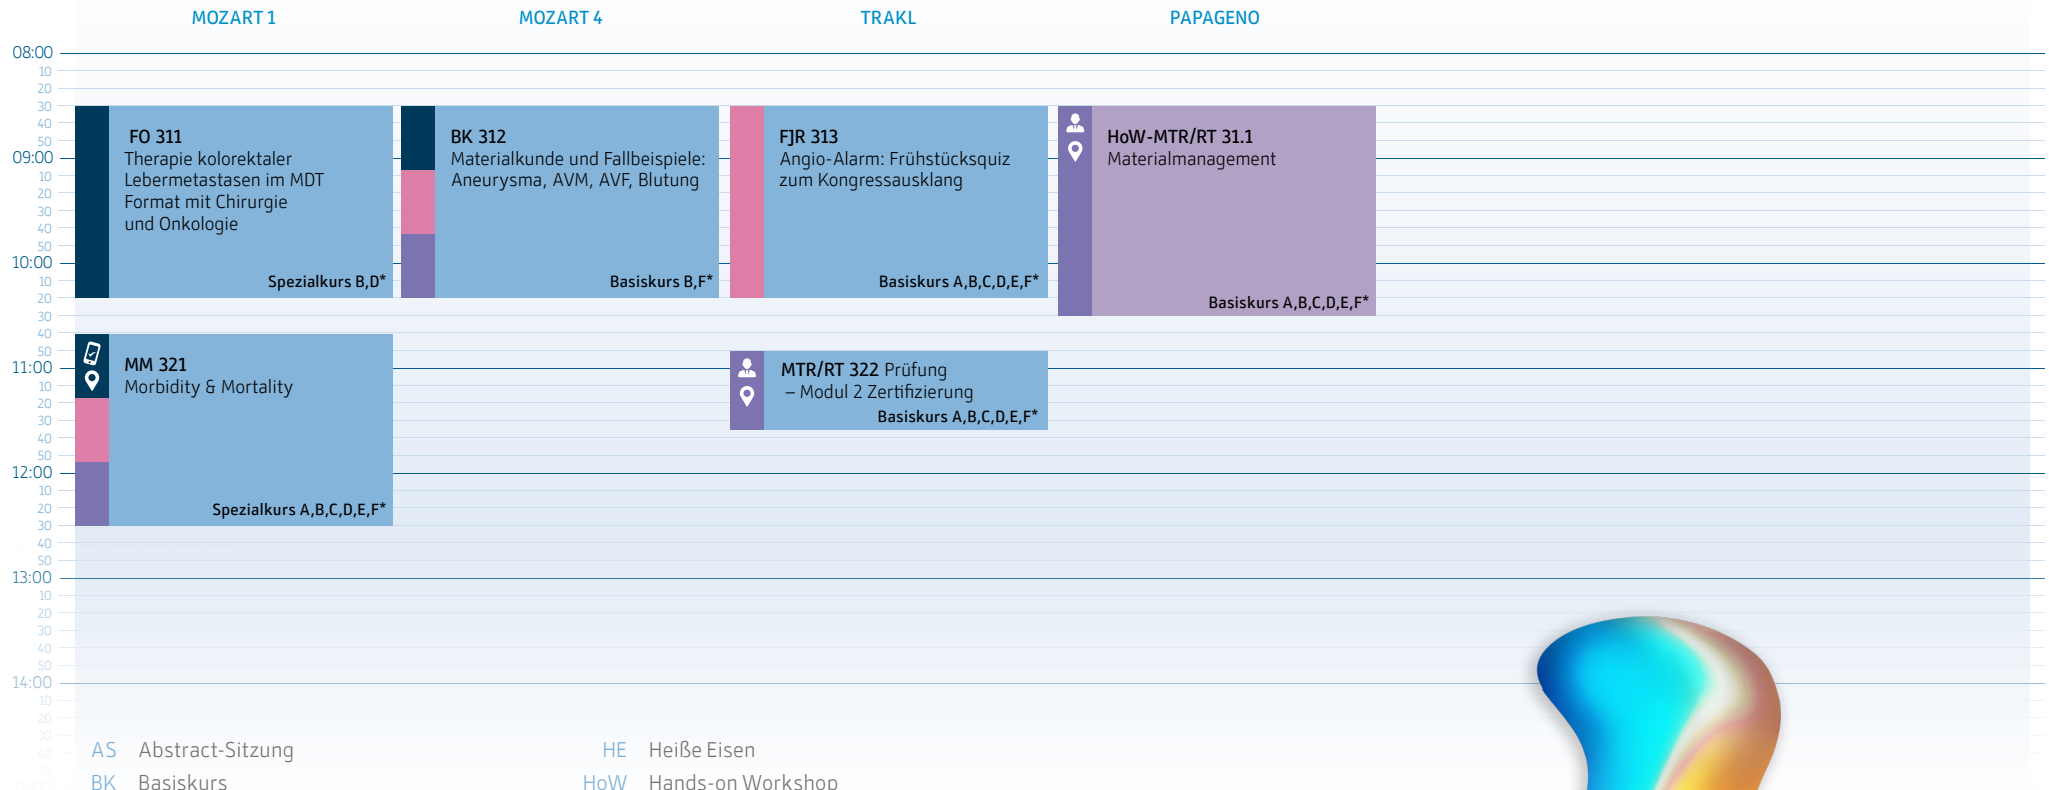 MOZART 1
MOZART 4
TRAKL
PAPAGENO
08:00
10
20
30
40
50
09:00
10
20
30
40
50
10:00
10
20
30
40
50
11:00
10
20
30
40
50
12:00
10
20
30
40
50
13:00
10
20
30
40
50
14:00
10
20
30
40
50
15:00
FO 311
Therapie kolorektaler
Lebermetastasen im MDT
Format mit Chirurgie
und Onkologie
Spezialkurs B,D*
BK 312
Materialkunde und Fallbeispiele:
Aneurysma, AVM, AVF, Blutung
Basiskurs B,F*
FJR 313
Angio-Alarm: Frühstücksquiz
zum Kongressausklang
Basiskurs A,B,C,D,E,F*
HoW-MTR/RT 31.1
Materialmanagement
Basiskurs A,B,C,D,E,F*
MM 321
Morbidity & Mortality
Spezialkurs A,B,C,D,E,F*
MTR/RT 322 Prüfung
– Modul 2 Zertifizierung
Basiskurs A,B,C,D,E,F*
AS Abstract-Sitzung
BK Basiskurs
HE Heiße Eisen
HoW Hands-on Workshop